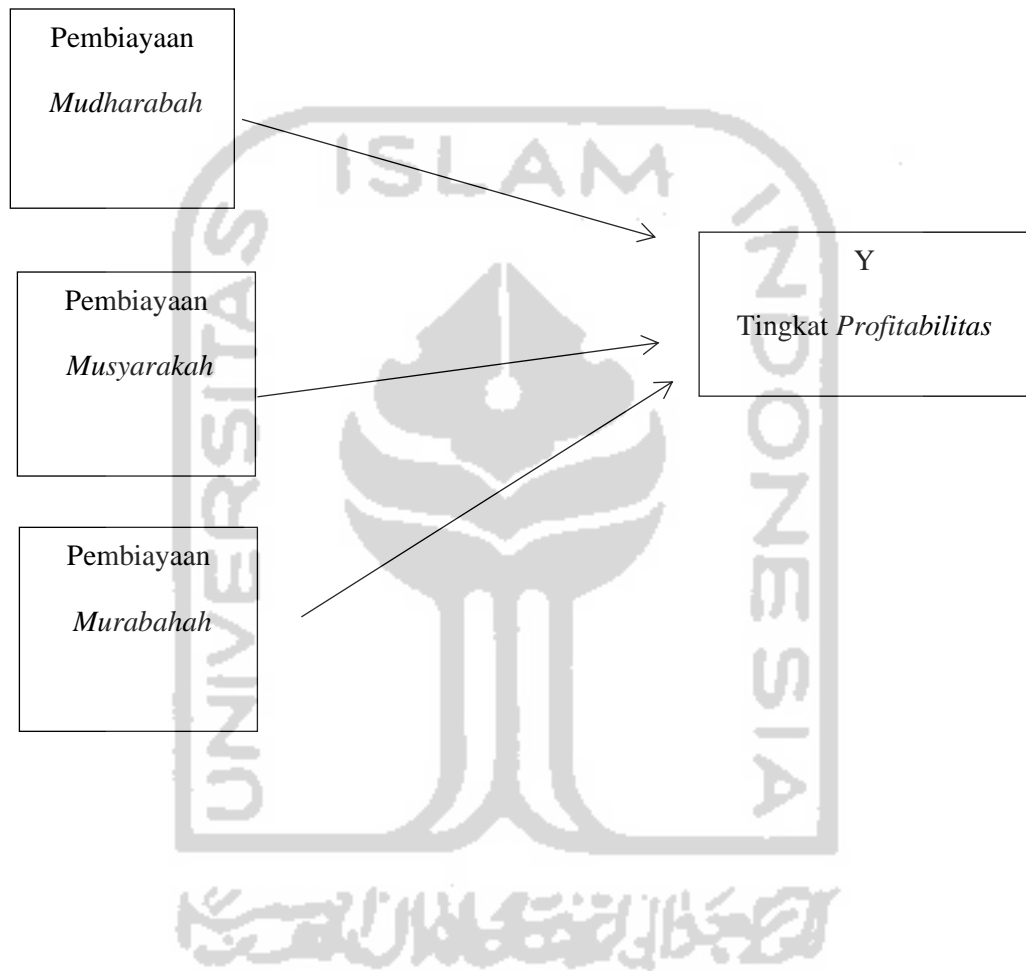 Pembiayaan
Mudharabah
Pembiayaan
Musyarakah
Pembiayaan
Murabahah
Y
Tingkat Profitabilitas
UNIVERSITAS
ISLAM
INDONESIA